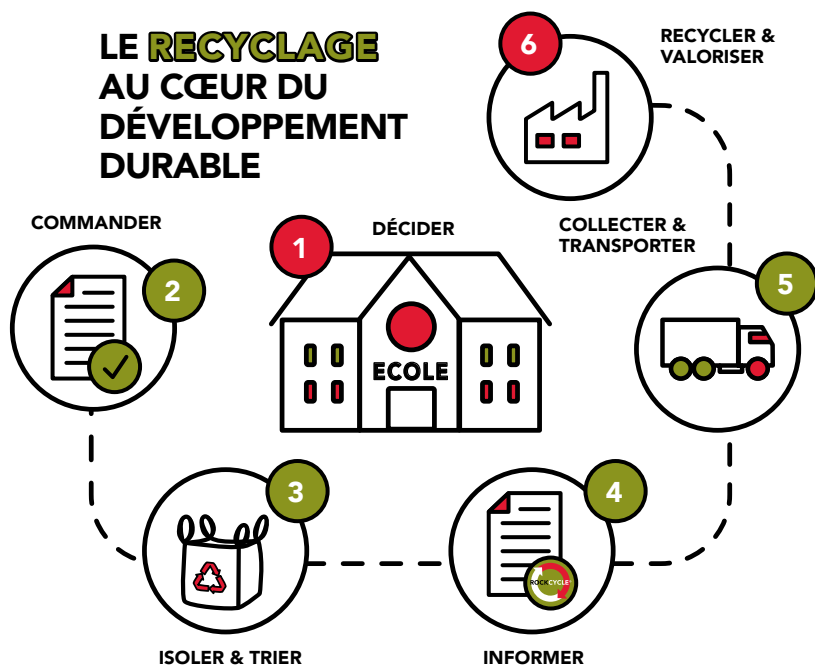 LE RECYCLAGE
AU CŒUR DU
DÉVELOPPEMENT
DURABLE
6
RECYCLER &
VALORISER
COMMANDER
2
1
DÉCIDER
ECOLE
COLLECTER &
TRANSPORTER
5
3
ISOLER & TRIER
4
ROCKCYCLE®
INFORMER